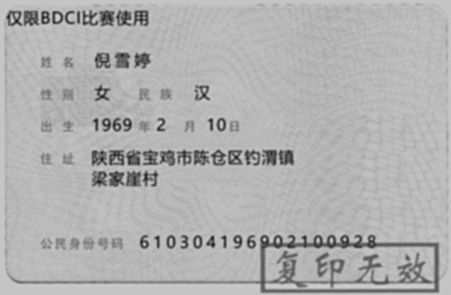 仅限BDCI比赛使用
姓名 倪雪婷
性别 女 民族 汉
出生 1969 年 2 月 10 日
住址 陕西省宝鸡市陈仓区钓渭镇
梁家崖村
公民身份号码 610304196902100928
复印无效